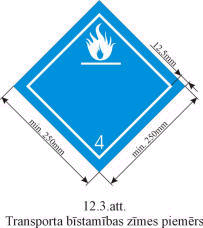 12,5mm
4
min. 250mm
min. 250mm
12.3.att.
Transporta bīstamības zīmes piemērs